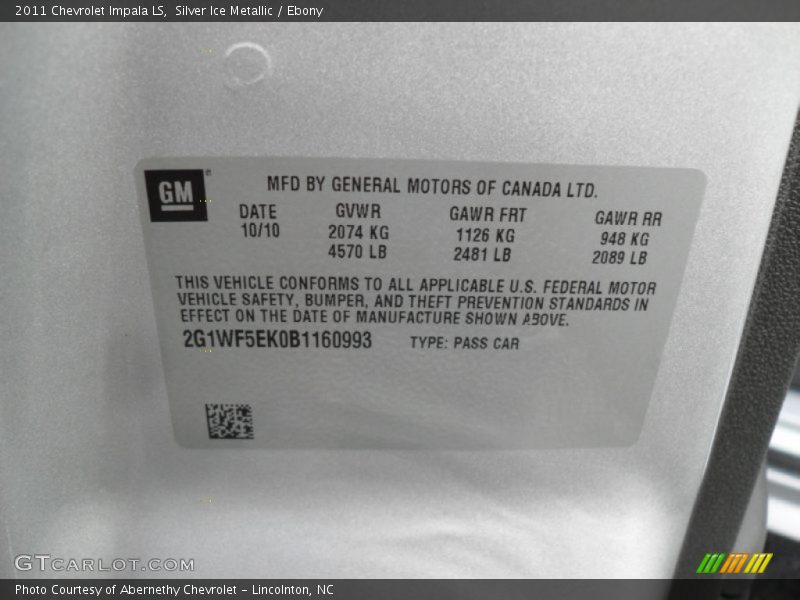 2011 Chevrolet Impala LS, Silver Ice Metallic / Ebony
GM
MFD BY GENERAL MOTORS OF CANADA LTD.
DATE GVWR GAWR FRT GAWR RR
10/10 2074 KG 1126 KG 948 KG
4570 LB 2481 LB 2089 LB
THIS VEHICLE CONFORMS TO ALL APPLICABLE U.S. FEDERAL MOTOR
VEHICLE SAFETY, BUMPER, AND THEFT PREVENTION STANDARDS IN
EFFECT ON THE DATE OF MANUFACTURE SHOWN ABOVE.
2G1WF5EK0B1160993 TYPE: PASS CAR
GTCARLOT.COM
Photo Courtesy of Abernethy Chevrolet - Lincolnton, NC